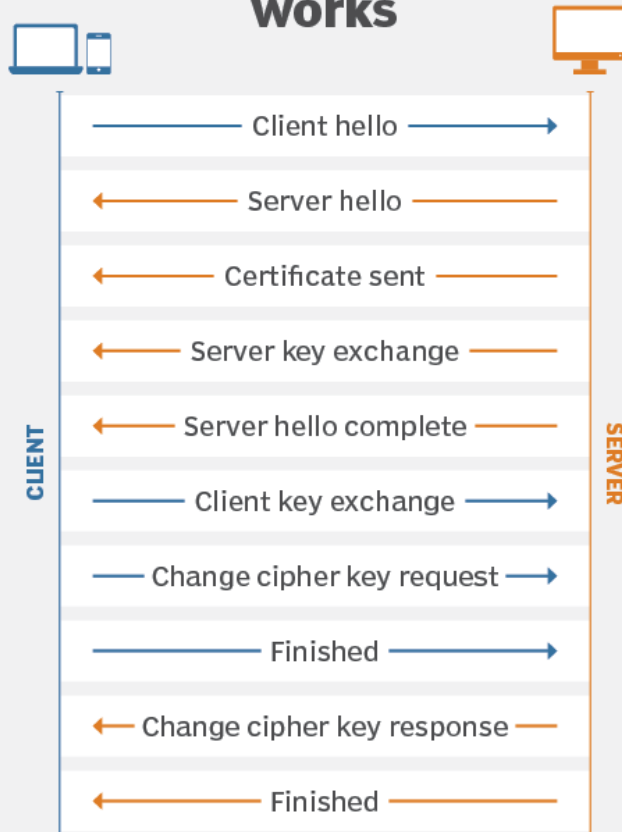 works
Client hello
Server hello
Certificate sent
Server key exchange
Server hello complete
CLIENT
SERVER
Client key exchange
Change cipher key request
Finished
Change cipher key response
Finished